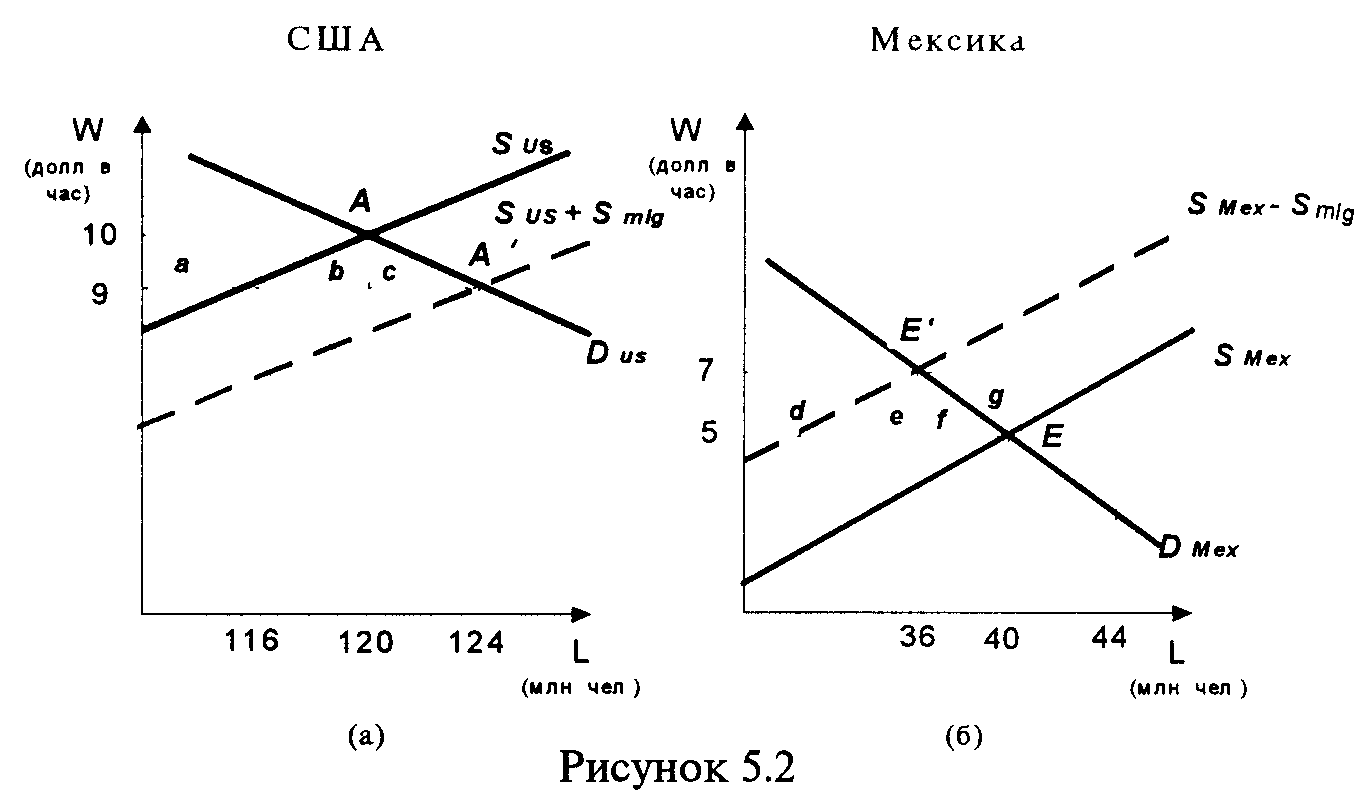 США
Мексика
W
(долл в
час)
S us
A
S us + S mig
10
a
b
c
A'
9
D us
116
120
124
L
(млн чел )
(а)
W
(долл в
час)
S Mex - S mig
E'
S Mex
7
d
e
f
g
5
E
D Mex
36
40
44
L
(млн чел )
(б)
Рисунок 5.2